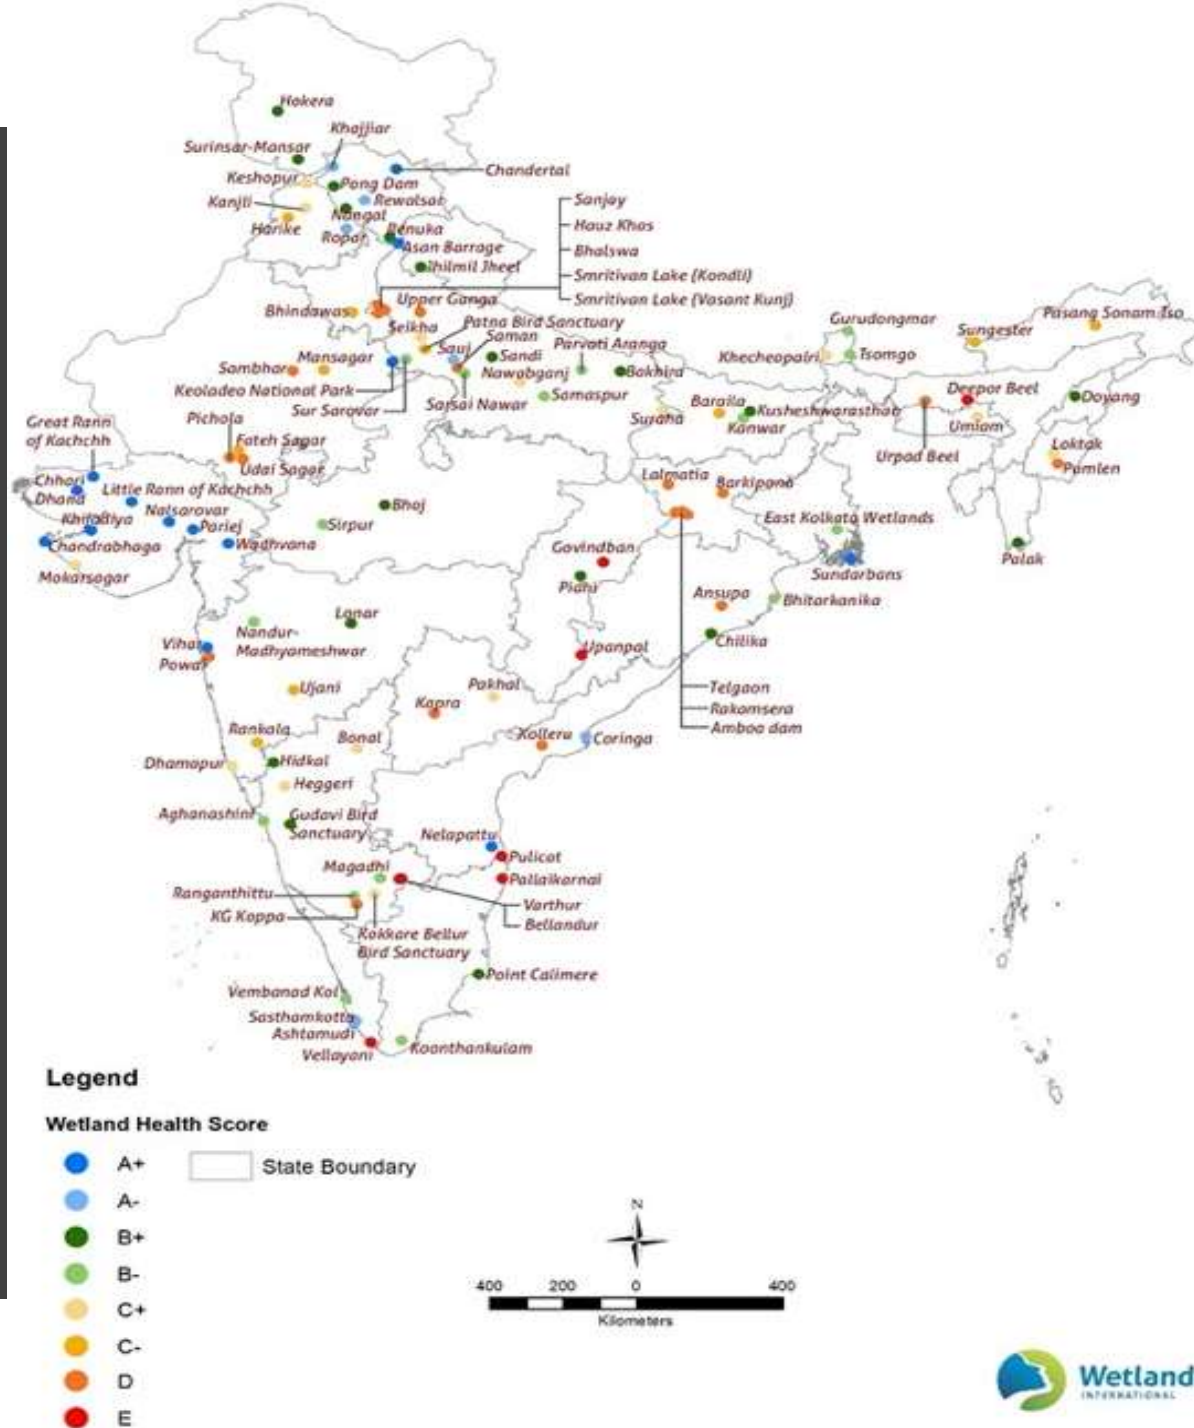 Hokera
Khajjiar
Surinsar-Mansar
Chandertal
Keshopur
Pong Dam
Kanjli
Rewalsar
Nangal
Harike
Ropar
Renuka
Asan Barrage
Jhilmil Jheel
Sanjay
Hauz Khas
Bhalswa
Smritivan Lake (Kondli)
Smritivan Lake (Vasant Kunj)
Bhindawas
Upper Ganga
Seikha
Patna Bird Sanctuary
Saman
Sauj
Sandi
Parvati Aranga
Bakhira
Nawabganj
Samaspur
Sarsai Nawar
Sambhar
Mansagar
Keoladeo National Park
Sur Sarovar
Gurudongmar
Khecheopalri
Tsomgo
Sungester
Pasang Sonam Tso
Deepor Beel
Doyang
Umiam
Urpad Beel
Loktak
Pumlen
Palak
Suraha
Baraila
Kusheshwarasthan
Kanwar
Great Rann
of Kachchh
Pichola
Fateh Sagar
Udai Sagar
Chhari
Dhand
Little Rann of Kachchh
Nalsarovar
Khijadiya
Pariej
Chandrabhaga
Wadhvana
Mokarsagar
Bhoj
Sirpur
Lalmatia
Barkipona
East Kolkata Wetlands
Sundarbans
Govindban
Piahi
Ansupa
Bhitarkanika
Chilika
Upanpal
Telgaon
Rakamsera
Amboa dam
Lonar
Nandur-
Madhyameshwar
Vihar
Powai
Ujani
Pakhal
Kapra
Rankala
Bonal
Kolleru
Coringa
Dhamapur
Hidkal
Heggeri
Aghanashini
Gudavi Bird
Sanctuary
Nelapattu
Pulicat
Magadhi
Pallaikarnai
Ranganthittu
KG Koppa
Varthur
Bellandur
Kokkare Bellur
Bird Sanctuary
Point Calimere
Vembanad Kol
Sasthamkotta
Ashtamudi
Vellayani
Koonthankulam
Legend
Wetland Health Score
A+
State Boundary
A-
B+
B-
C+
C-
D
E
N
400 200 0 400
Kilometers
Wetland
INTERNATIONAL